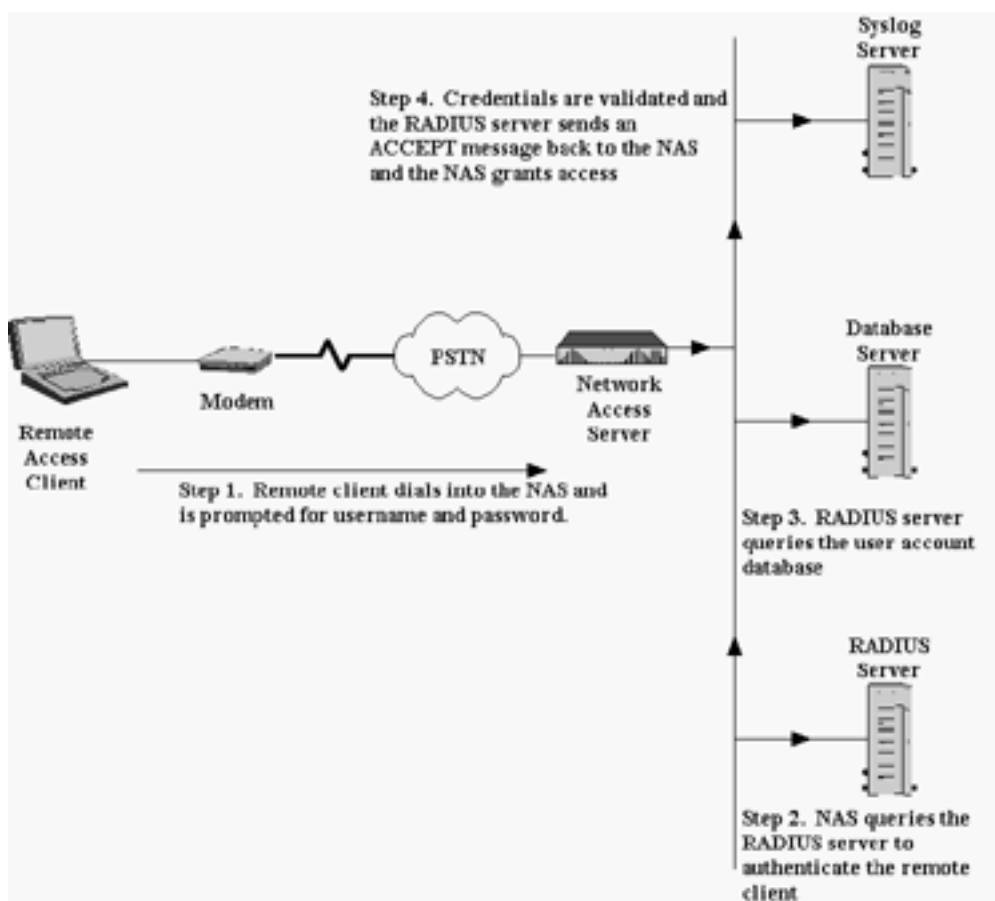 Syslog
Server
Step 4. Credentials are validated and
the RADIUS server sends an
ACCEPT message back to the NAS
and the NAS grants access
Database
Server
PSTN
Modem
Network
Access
Server
Remote
Access
Client
Step 1. Remote client dials into the NAS and
is prompted for username and password.
Step 3. RADIUS server
queries the user account
database
RADIUS
Server
Step 2. NAS queries the
RADIUS server to
authenticate the remote
client